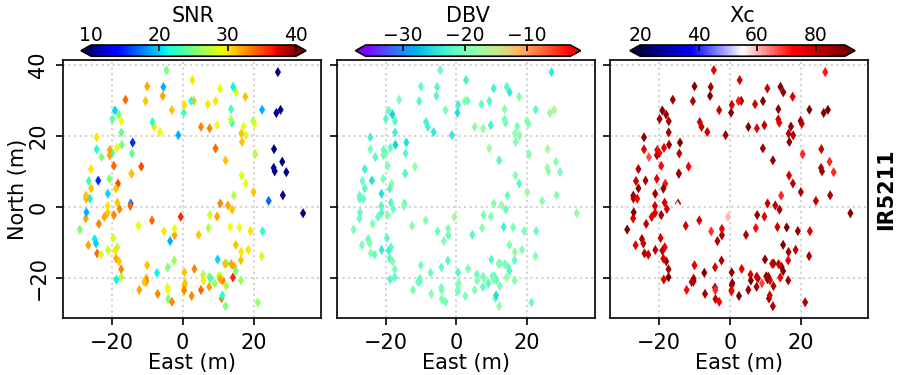 SNR DBV Xc
10 20 30 40 −30 −20 −10 20 40 60 80
40
20
0
−20
North (m)
−20 0 20 −20 0 20 −20 0 20
East (m) East (m) East (m)
IR5211